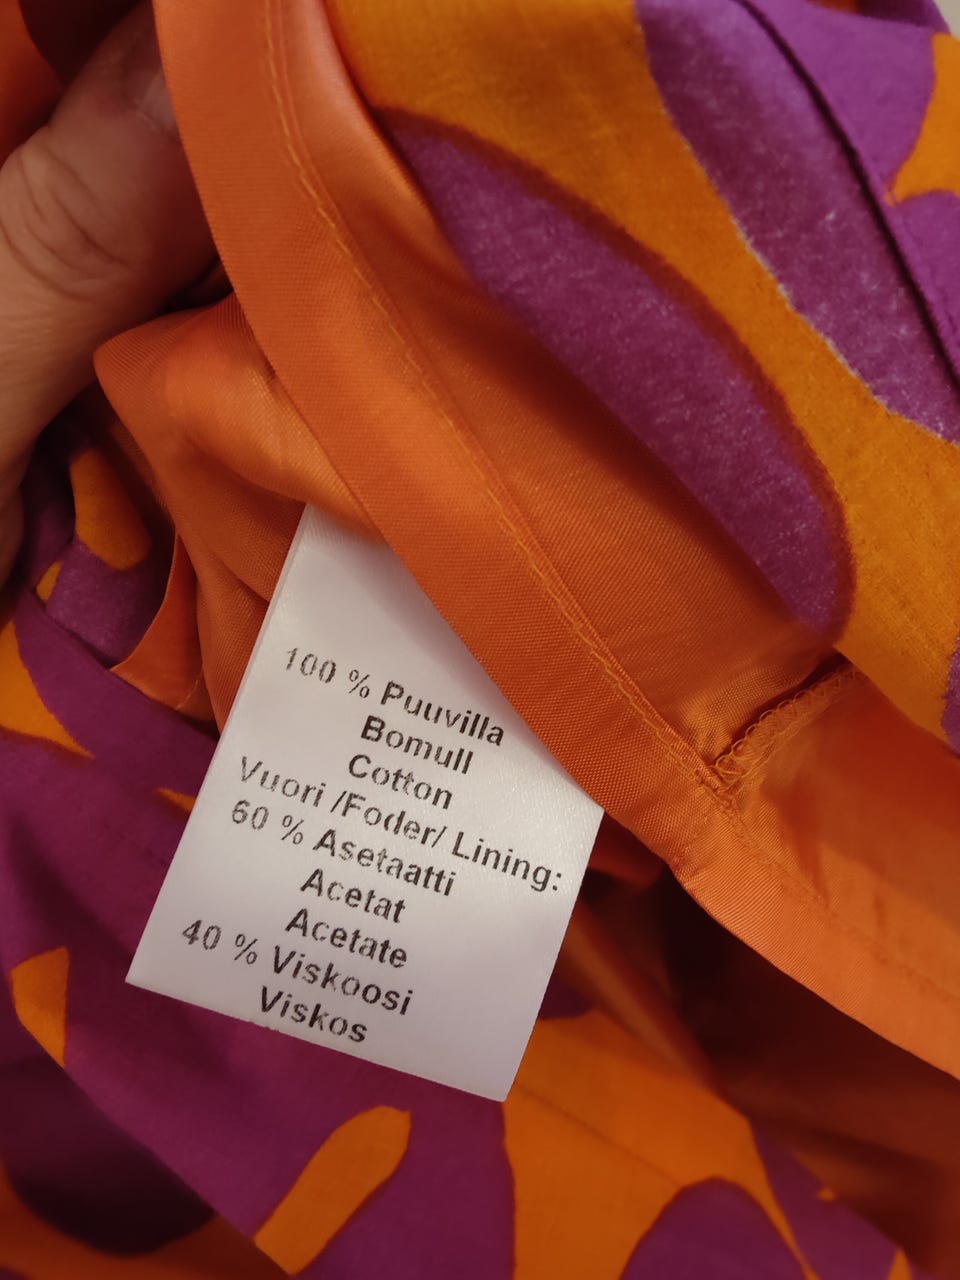 100 % Puuvilla
Bomull
Cotton
Vuori /Foder/ Lining:
60 % Asetaatti
Acetat
Acetate
40 % Viskoosi
Viskos